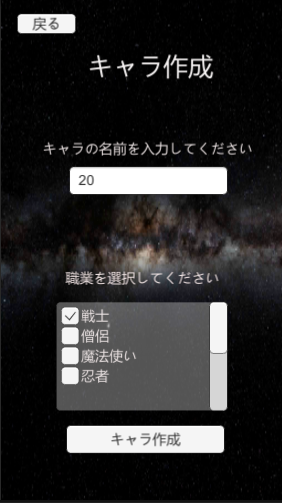 戻る
キャラ作成
キャラの名前を入力してください
20
職業を選択してください
戦士
僧侶
魔法使い
忍者
キャラ作成